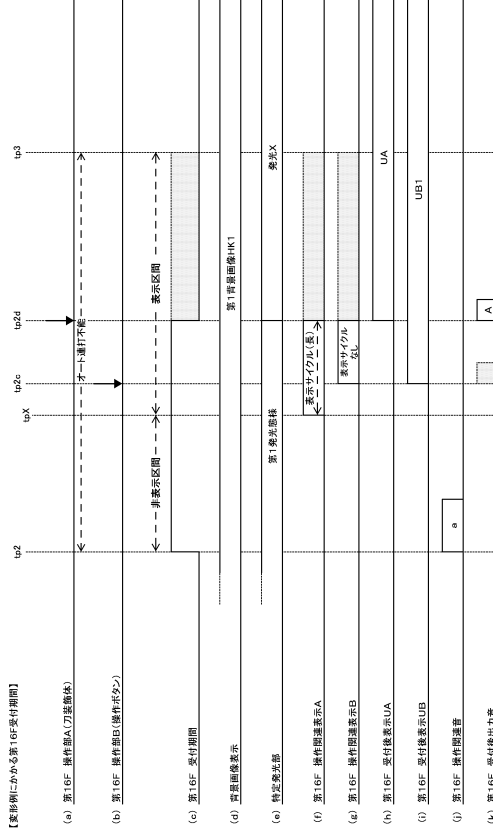 【変形例にかかる第16F受付期間】
tp2
tpX
tp2c
tp2d
tp3
(a) 第16F 操作部A(刀装飾体)
オート連打不能
(b) 第16F 操作部B(操作ボタン)
非表示区間
表示区間
(c) 第16F 受付期間
(d) 背景画像表示
第1背景画像HK1
(e) 特定発光部
第1発光態様
発光X
(f) 第16F 操作関連表示A
表示サイクル(長)
(g) 第16F 操作関連表示B
表示サイクル
なし
(h) 第16F 受付後表示UA
UA
(i) 第16F 受付後表示UB
UB1
(j) 第16F 操作関連音
a
(k) 第16F 受付後出力音
A